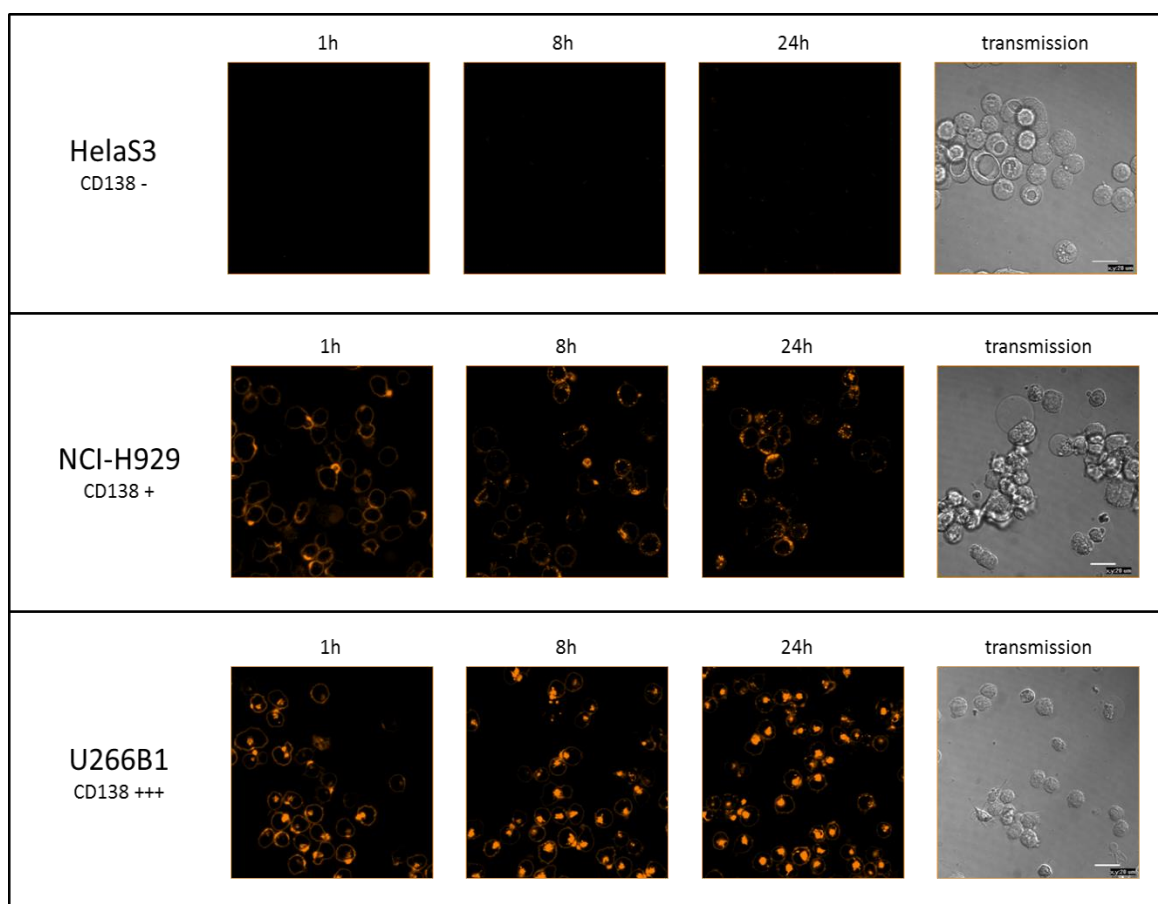 1h 8h 24h transmission
HelaS3
CD138 -
1h 8h 24h transmission
NCI-H929
CD138 +
1h 8h 24h transmission
U266B1
CD138 +++